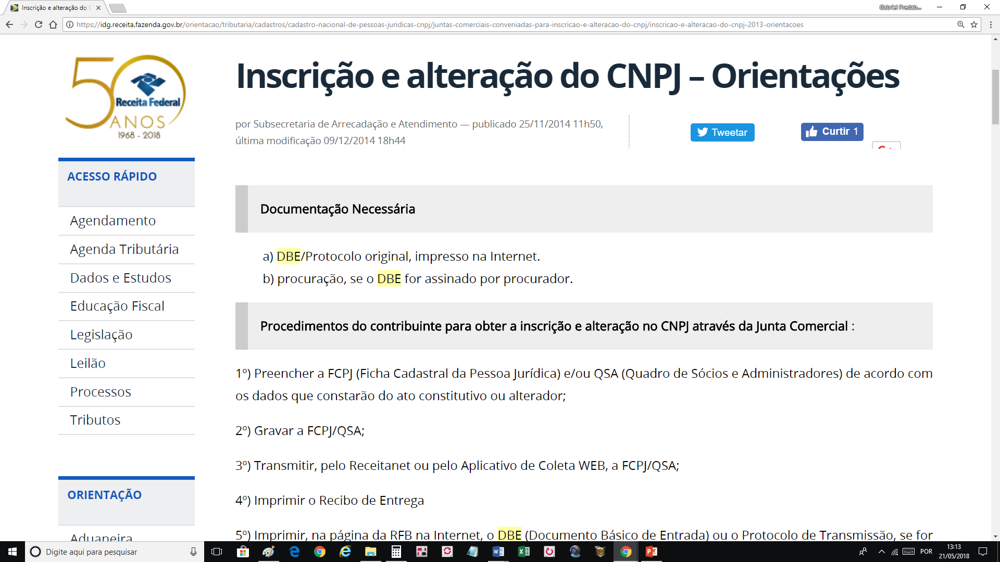 Inscrição e alteração do C
Gabriel Predab...
https://idg.receita.fazenda.gov.br/orientacao/tributaria/cadastros/cadastro-nacional-de-pessoas-juridicas-cnpj/juntas-comerciais-conveniadas-para-inscricao-e-alteracao-do-cnpj/inscricao-e-alteracao-do-cnpj-2013-orientacoes
50
Receita Federal
ANOS
1968 - 2018
Inscrição e alteração do CNPJ – Orientações
por Subsecretaria de Arrecadação e Atendimento — publicado 25/11/2014 11h50,
última modificação 09/12/2014 18h44
Tweetar
Curtir 1
ACESSO RÁPIDO
Agendamento
Agenda Tributária
Dados e Estudos
Educação Fiscal
Legislação
Leilão
Processos
Tributos
ORIENTAÇÃO
Aduaneira
Documentação Necessária
a) DBE/Protocolo original, impresso na Internet.
b) procuração, se o DBE for assinado por procurador.
Procedimentos do contribuinte para obter a inscrição e alteração no CNPJ através da Junta Comercial :
1º) Preencher a FCPJ (Ficha Cadastral da Pessoa Jurídica) e/ou QSA (Quadro de Sócios e Administradores) de acordo com
os dados que constarão do ato constitutivo ou alterador;
2º) Gravar a FCPJ/QSA;
3º) Transmitir, pelo Receitanet ou pelo Aplicativo de Coleta WEB, a FCPJ/QSA;
4º) Imprimir o Recibo de Entrega
5º) Imprimir, na página da RFB na Internet, o DBE (Documento Básico de Entrada) ou o Protocolo de Transmissão, se for
Digite aqui para pesquisar
POR
13:13
21/05/2018